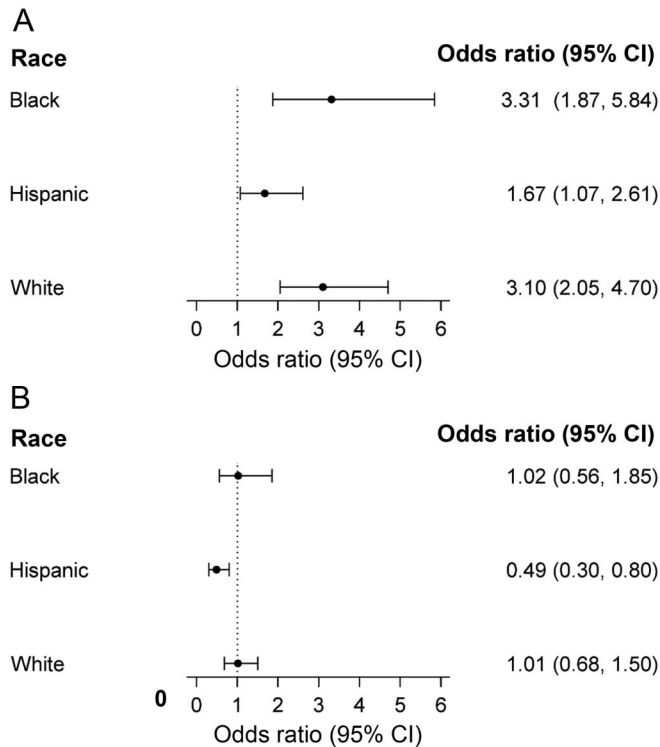 A
Race Odds ratio (95% CI)
Black 3.31 (1.87, 5.84)
Hispanic 1.67 (1.07, 2.61)
White 3.10 (2.05, 4.70)
0 1 2 3 4 5 6
Odds ratio (95% CI)
B
Race Odds ratio (95% CI)
Black 1.02 (0.56, 1.85)
Hispanic 0.49 (0.30, 0.80)
White 1.01 (0.68, 1.50)
0 0 1 2 3 4 5 6
Odds ratio (95% CI)